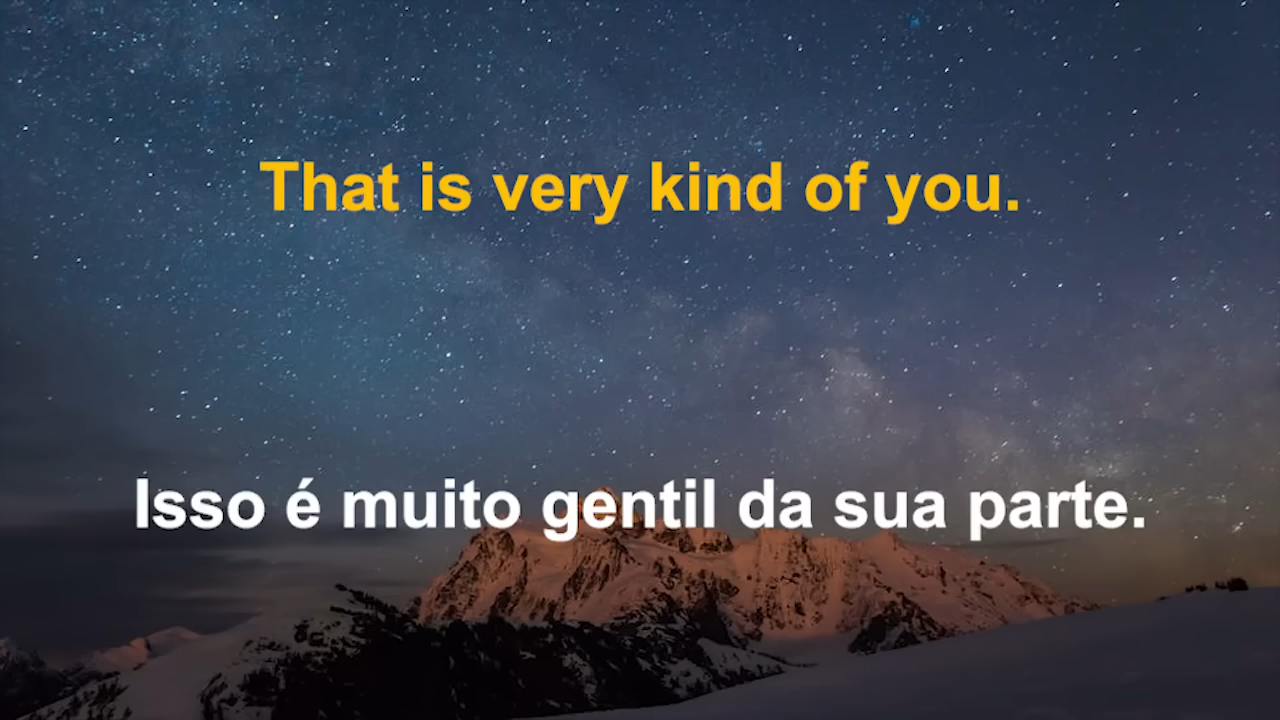 That is very kind of you.
Isso é muito gentil da sua parte.